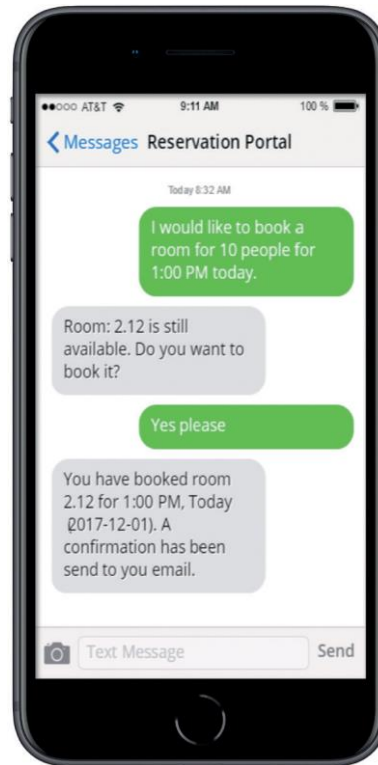 ●●○○○ AT&T 9:11 AM 100 %
Messages Reservation Portal
Today 8:32 AM
I would like to book a
room for 10 people for
1:00 PM today.
Room: 2.12 is still
available. Do you want to
book it?
Yes please
You have booked room
2.12 for 1:00 PM, Today
(2017-12-01). A
confirmation has been
send to you email.
Text Message Send